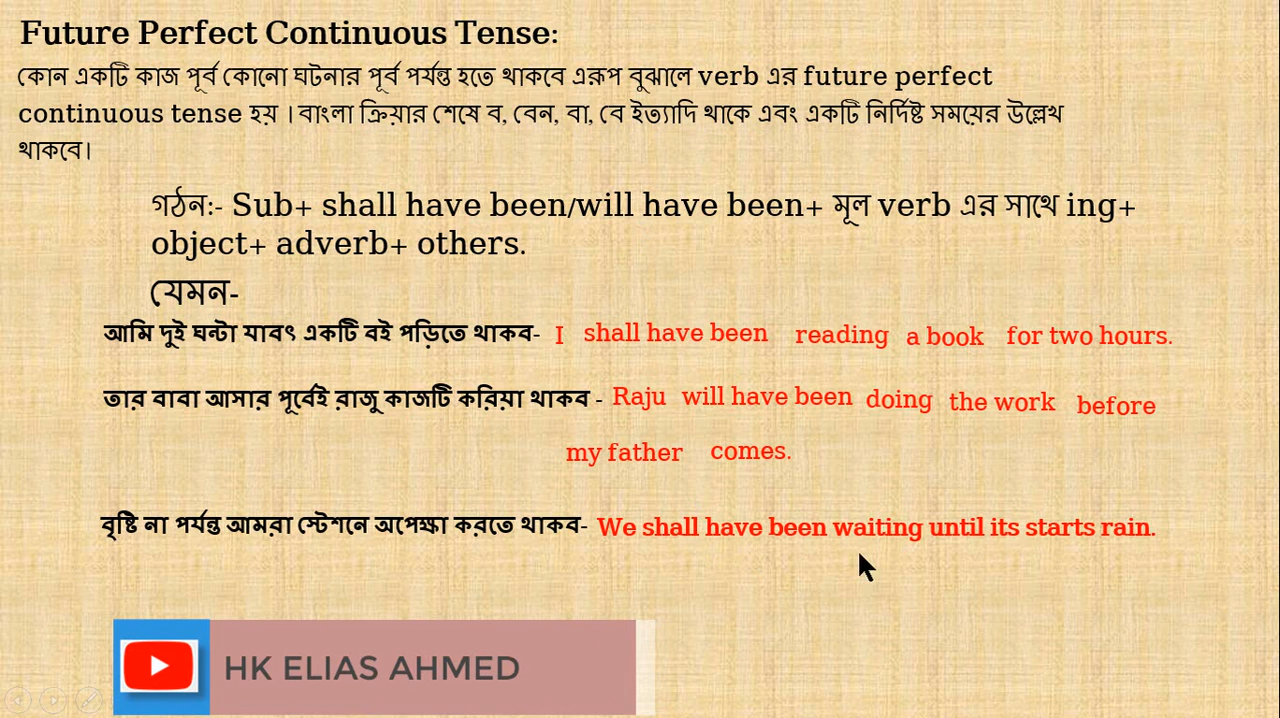 Future Perfect Continuous Tense:
কোন একটি কাজ পূর্ব কোনো ঘটনার পূর্ব পর্যন্ত হতে থাকবে এরূপ বুঝালে verb এর future perfect
continuous tense হয় । বাংলা ক্রিয়ার শেষে ব, বেন, বা, বে ইত্যাদি থাকে এবং একটি নির্দিষ্ট সময়ের উল্লেখ
থাকবে।
গঠন:- Sub+ shall have been/will have been+ মূল verb এর সাথে ing+
object+ adverb+ others.
যেমন-
আমি দুই ঘন্টা যাবৎ একটি বই পড়িতে থাকব- I shall have been reading a book for two hours.
তার বাবা আসার পূর্বেই রাজু কাজটি করিয়া থাকব - Raju will have been doing the work before
my father comes.
বৃষ্টি না পর্যন্ত আমরা স্টেশনে অপেক্ষা করতে থাকব- We shall have been waiting until its starts rain.
HK ELIAS AHMED